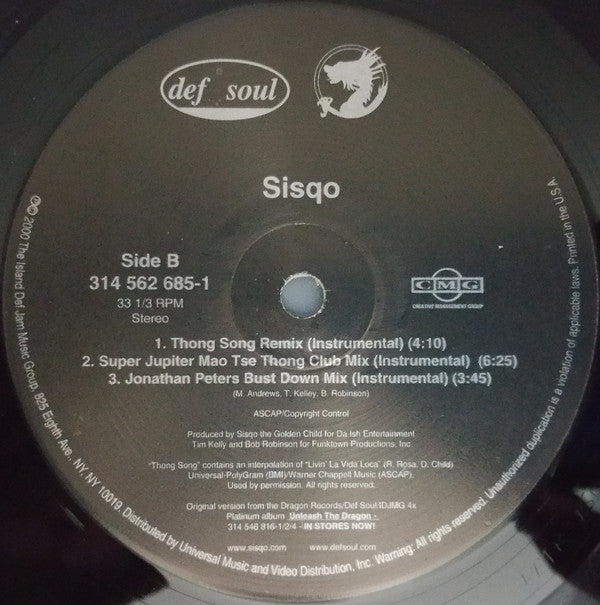 def soul
Sisqo
Side B
314 562 685-1
33 1/3 RPM
Stereo
CMG
CREATIVE MANAGEMENT GROUP
1. Thong Song Remix (Instrumental) (4:10)
2. Super Jupiter Mao Tse Thong Club Mix (Instrumental) (6:25)
3. Jonathan Peters Bust Down Mix (Instrumental) (3:45)
(M. Andrews, T. Kelley, B. Robinson)
ASCAP/Copyright Control
Produced by Sisqo the Golden Child for Da Ish Entertainment
Tim Kelly and Bob Robinson for Funktown Productions, Inc.
"Thong Song" contains an interpolation of "Livin' La Vida Loca" (R. Rosa, D. Child)
Universal-PolyGram (BMI)/Warner Chappell Music (ASCAP).
Used by permission. All rights reserved.
Original version from the Dragon Records/Def Soul/IDJMG 4x
Platinum album Unleash The Dragon -
314 546 816-1/2/4 - IN STORES NOW!
www.sisqo.com www.defsoul.com
℗© 2000 The Island Def Jam Music Group, 825 Eighth Ave., NY, NY 10019. Distributed by Universal Music and Video Distribution, Inc. Warning: All rights reserved. Unauthorized duplication is a violation of applicable laws. Printed in the U.S.A.